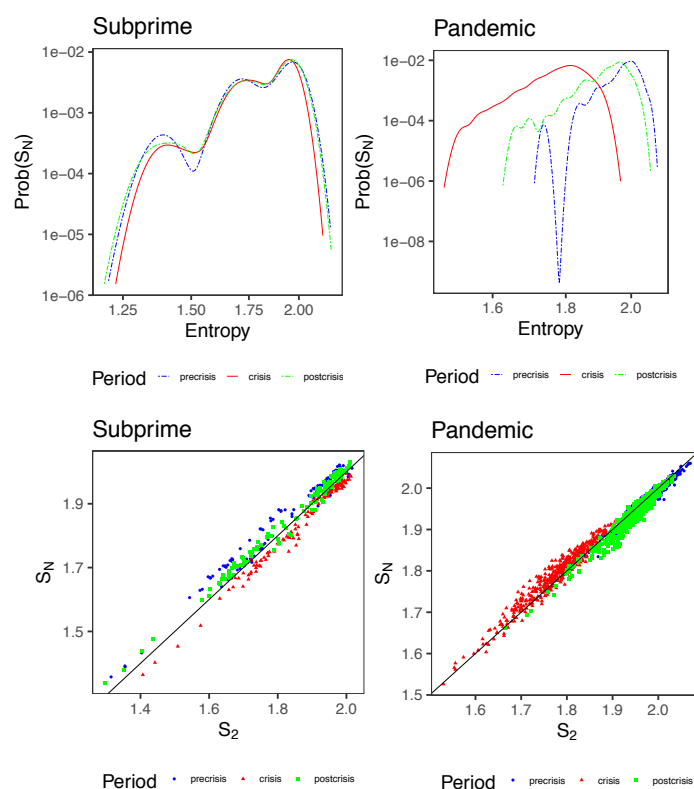 Subprime
Pandemic
Prob(S_N)
1e−02
1e−03
1e−04
1e−05
1e−06
1.25 1.50 1.75 2.00
Entropy
Period precrisis crisis postcrisis
Prob(S_N)
1e−02
1e−04
1e−06
1e−08
1.6 1.8 2.0
Entropy
Period precrisis crisis postcrisis
Subprime
Pandemic
S_N
1.9
1.7
1.5
1.4 1.6 1.8 2.0
S_2
Period precrisis crisis postcrisis
S_N
2.0
1.9
1.8
1.7
1.6
1.5
1.6 1.7 1.8 1.9 2.0
S_2
Period precrisis crisis postcrisis